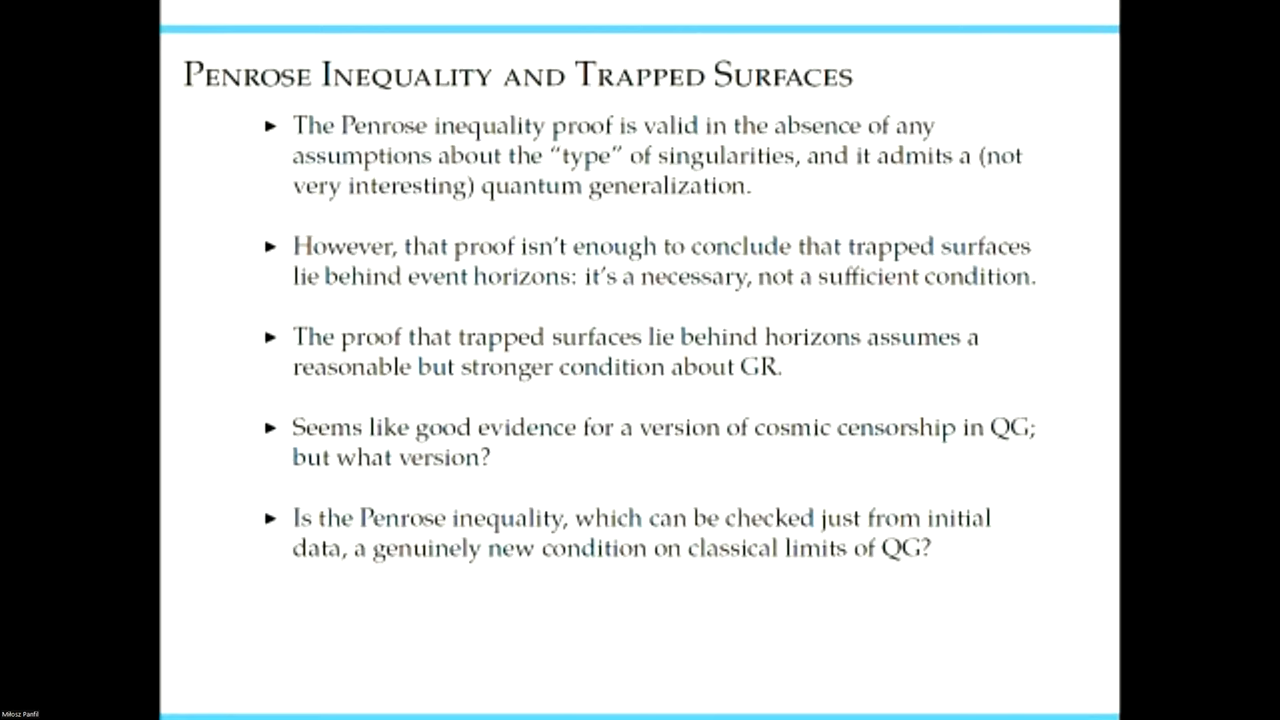 PENROSE INEQUALITY AND TRAPPED SURFACES
▶ The Penrose inequality proof is valid in the absence of any
assumptions about the “type” of singularities, and it admits a (not
very interesting) quantum generalization.
▶ However, that proof isn’t enough to conclude that trapped surfaces
lie behind event horizons: it’s a necessary, not a sufficient condition.
▶ The proof that trapped surfaces lie behind horizons assumes a
reasonable but stronger condition about GR.
▶ Seems like good evidence for a version of cosmic censorship in QG;
but what version?
▶ Is the Penrose inequality, which can be checked just from initial
data, a genuinely new condition on classical limits of QG?
Miłosz Panfil